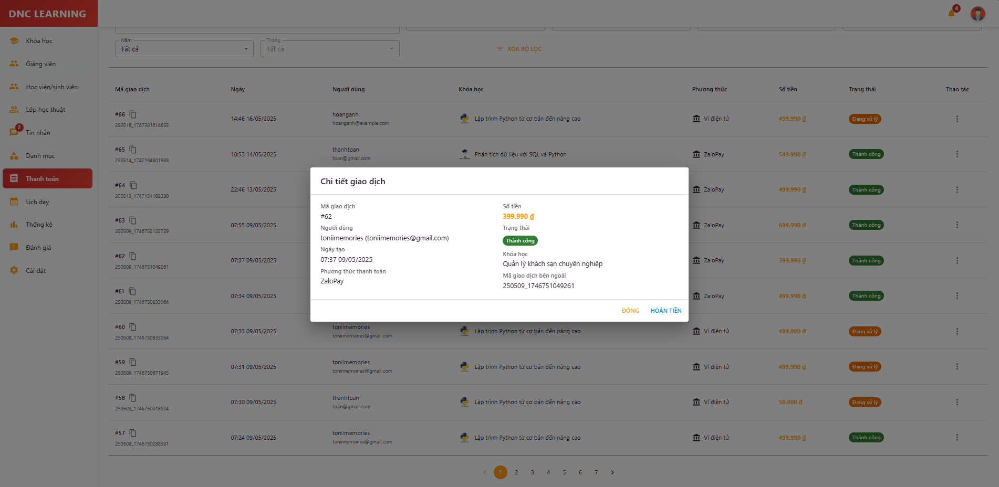 DNC LEARNING
4
Khóa học
Giảng viên
Học viên/sinh viên
Lớp học thuật
2
Tin nhắn
Danh mục
Thanh toán
Lịch dạy
Thống kê
Đánh giá
Cài đặt
Năm
Tất cả
Tháng
Tất cả
XÓA BỘ LỌC
Mã giao dịch Ngày Người dùng Khóa học Phương thức Số tiền Trạng thái Thao tác
#66
250516_1747381614655
14:46 16/05/2025
hoanganh
hoanganh@example.com
Lập trình Python từ cơ bản đến nâng cao
Ví điện tử
499.990 ₫
Đang xử lý
#65
250514_1747194801988
10:53 14/05/2025
thanhtoan
toan@gmail.com
Phân tích dữ liệu với SQL và Python
ZaloPay
549.990 ₫
Thành công
#64
250513_1747151182330
22:46 13/05/2025
ZaloPay
499.990 ₫
Thành công
#63
250509_1746752122729
07:55 09/05/2025
ZaloPay
699.990 ₫
Thành công
#62
250509_1746751049261
07:37 09/05/2025
ZaloPay
399.990 ₫
Thành công
#61
250509_1746750833064
07:34 09/05/2025
ZaloPay
499.990 ₫
Thành công
#60
250509_1746750833064
07:33 09/05/2025
toniimemories
toniimemories@gmail.com
Lập trình Python từ cơ bản đến nâng cao
Ví điện tử
499.990 ₫
Đang xử lý
#59
250509_1746750671945
07:31 09/05/2025
toniimemories
toniimemories@gmail.com
Lập trình Python từ cơ bản đến nâng cao
Ví điện tử
499.990 ₫
Đang xử lý
#58
250509_1746750618924
07:30 09/05/2025
thanhtoan
toan@gmail.com
Lập trình Python từ cơ bản đến nâng cao
Ví điện tử
50.000 ₫
Đang xử lý
#57
250509_1746750288391
07:24 09/05/2025
toniimemories
toniimemories@gmail.com
Lập trình Python từ cơ bản đến nâng cao
Ví điện tử
499.990 ₫
Thành công
1 2 3 4 5 6 7
Chi tiết giao dịch
Mã giao dịch
#62
Người dùng
toniimemories (toniimemories@gmail.com)
Ngày tạo
07:37 09/05/2025
Phương thức thanh toán
ZaloPay
Số tiền
399.990 ₫
Trạng thái
Thành công
Khóa học
Quản lý khách sạn chuyên nghiệp
Mã giao dịch bên ngoài
250509_1746751049261
ĐÓNG HOÀN TIỀN